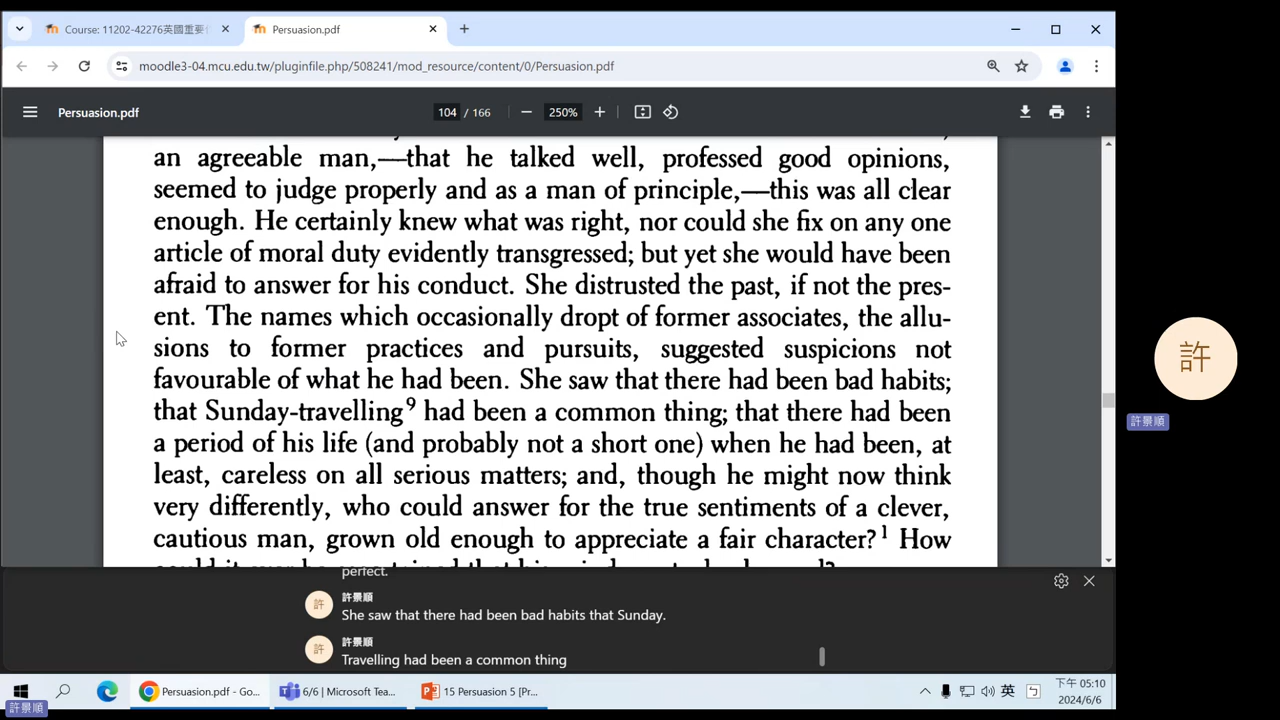 Course: 11202-42276英國重要
Persuasion.pdf
moodle3-04.mcu.edu.tw/pluginfile.php/508241/mod_resource/content/0/Persuasion.pdf
Persuasion.pdf
104 / 166
250%
an agreeable man,—that he talked well, professed good opinions,
seemed to judge properly and as a man of principle,—this was all clear
enough. He certainly knew what was right, nor could she fix on any one
article of moral duty evidently transgressed; but yet she would have been
afraid to answer for his conduct. She distrusted the past, if not the pres-
ent. The names which occasionally dropt of former associates, the allu-
sions to former practices and pursuits, suggested suspicions not
favourable of what he had been. She saw that there had been bad habits;
that Sunday-travelling⁹ had been a common thing; that there had been
a period of his life (and probably not a short one) when he had been, at
least, careless on all serious matters; and, though he might now think
very differently, who could answer for the true sentiments of a clever,
cautious man, grown old enough to appreciate a fair character?¹ How
perfect.
許
許景順
She saw that there had been bad habits that Sunday.
許
許景順
Travelling had been a common thing
許
許景順
Persuasion.pdf - Go...
6/6 | Microsoft Tea...
15 Persuasion 5 [Pr...
英
下午 05:10
2024/6/6
許景順